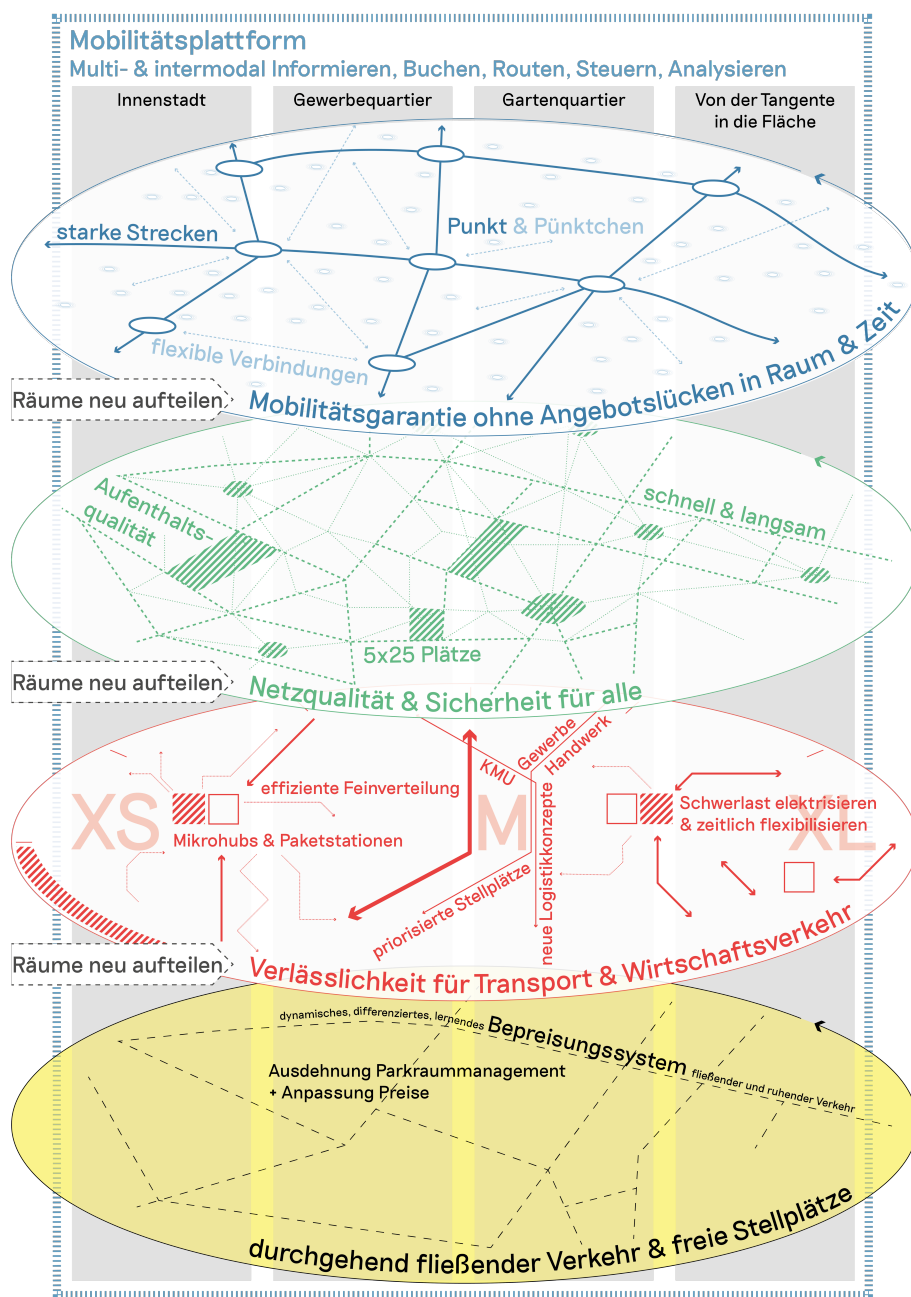 Mobilitätsplattform
Multi- & intermodal Informieren, Buchen, Routen, Steuern, Analysieren
Innenstadt
Gewerbequartier
Gartenquartier
Von der Tangente
in die Fläche
starke Strecken
Punkt & Pünktchen
flexible Verbindungen
Mobilitätsgarantie ohne Angebotslücken in Raum & Zeit
Räume neu aufteilen
Aufenthalts-
qualität
schnell & langsam
5x25 Plätze
Netzqualität & Sicherheit für alle
Räume neu aufteilen
Gewerbe
Handwerk
KMU
effiziente Feinverteilung
XS
M
XL
Schwerlast elektrisieren
& zeitlich flexibilisieren
Mikrohubs & Paketstationen
priorisierte Stellplätze
neue Logistikkonzepte
Verlässlichkeit für Transport & Wirtschaftsverkehr
Räume neu aufteilen
dynamisches, differenziertes, lernendes Bepreisungssystem fließender und ruhender Verkehr
Ausdehnung Parkraummanagement
+ Anpassung Preise
durchgehend fließender Verkehr & freie Stellplätze